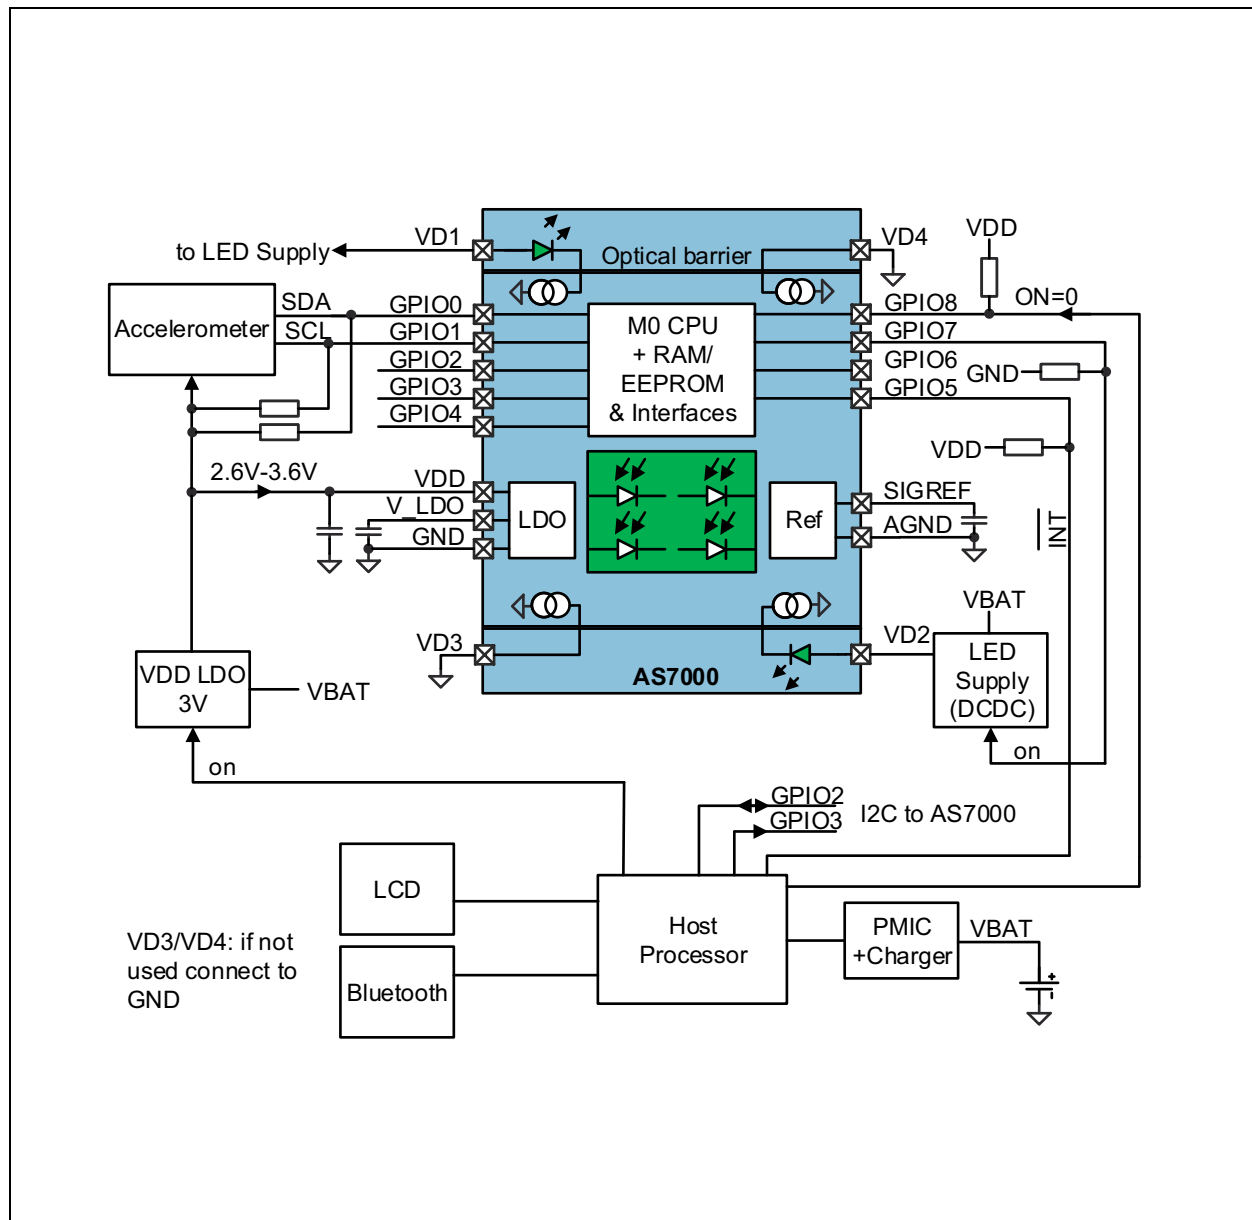 to LED Supply
VD1
Optical barrier
VD4
VDD
Accelerometer
SDA
SCL
GPIO0
GPIO1
GPIO2
GPIO3
GPIO4
M0 CPU
+ RAM/
EEPROM
& Interfaces
GPIO8
GPIO7
GPIO6
GPIO5
ON=0
GND
VDD
2.6V-3.6V
VDD
V_LDO
GND
LDO
Ref
SIGREF
AGND
INT
VBAT
VD3
AS7000
VD2
LED
Supply
(DCDC)
VDD LDO
3V
VBAT
on
on
GPIO2
GPIO3
I2C to AS7000
LCD
Bluetooth
Host
Processor
PMIC
+Charger
VBAT
+
VD3/VD4: if not
used connect to
GND